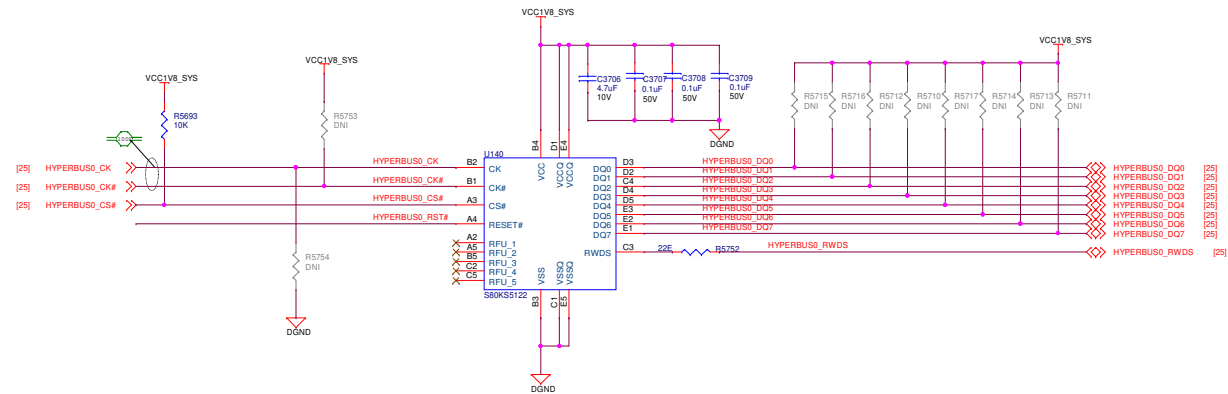 VCC1V8_SYS
VCC1V8_SYS
VCC1V8_SYS
VCC1V8_SYS
C3706
4.7uF
10V
C3707
0.1uF
50V
C3708
0.1uF
50V
C3709
0.1uF
50V
DGND
R5693
10K
R5753
DNI
R5715
DNI
R5716
DNI
R5712
DNI
R5710
DNI
R5717
DNI
R5714
DNI
R5713
DNI
R5711
DNI
[25] HYPERBUS0_CK
[25] HYPERBUS0_CK#
[25] HYPERBUS0_CS#
HYPERBUS0_CK
HYPERBUS0_CK#
HYPERBUS0_CS#
HYPERBUS0_RST#
R5754
DNI
DGND
U140
B2 CK
B1 CK#
A3 CS#
A4 RESET#
A2 RFU_1
A5 RFU_2
B5 RFU_3
C2 RFU_4
C5 RFU_5
B4 VCC
D1 VCCQ
E4 VCCQ
B3 VSS
C1 VSSQ
E5 VSSQ
S80KS5122
DGND
DQ0 D3 HYPERBUS0_DQ0
DQ1 D2 HYPERBUS0_DQ1
DQ2 C4 HYPERBUS0_DQ2
DQ3 D4 HYPERBUS0_DQ3
DQ4 D5 HYPERBUS0_DQ4
DQ5 E3 HYPERBUS0_DQ5
DQ6 E2 HYPERBUS0_DQ6
DQ7 E1 HYPERBUS0_DQ7
RWDS C3 22E R5752 HYPERBUS0_RWDS
HYPERBUS0_DQ0 [25]
HYPERBUS0_DQ1 [25]
HYPERBUS0_DQ2 [25]
HYPERBUS0_DQ3 [25]
HYPERBUS0_DQ4 [25]
HYPERBUS0_DQ5 [25]
HYPERBUS0_DQ6 [25]
HYPERBUS0_DQ7 [25]
HYPERBUS0_RWDS [25]